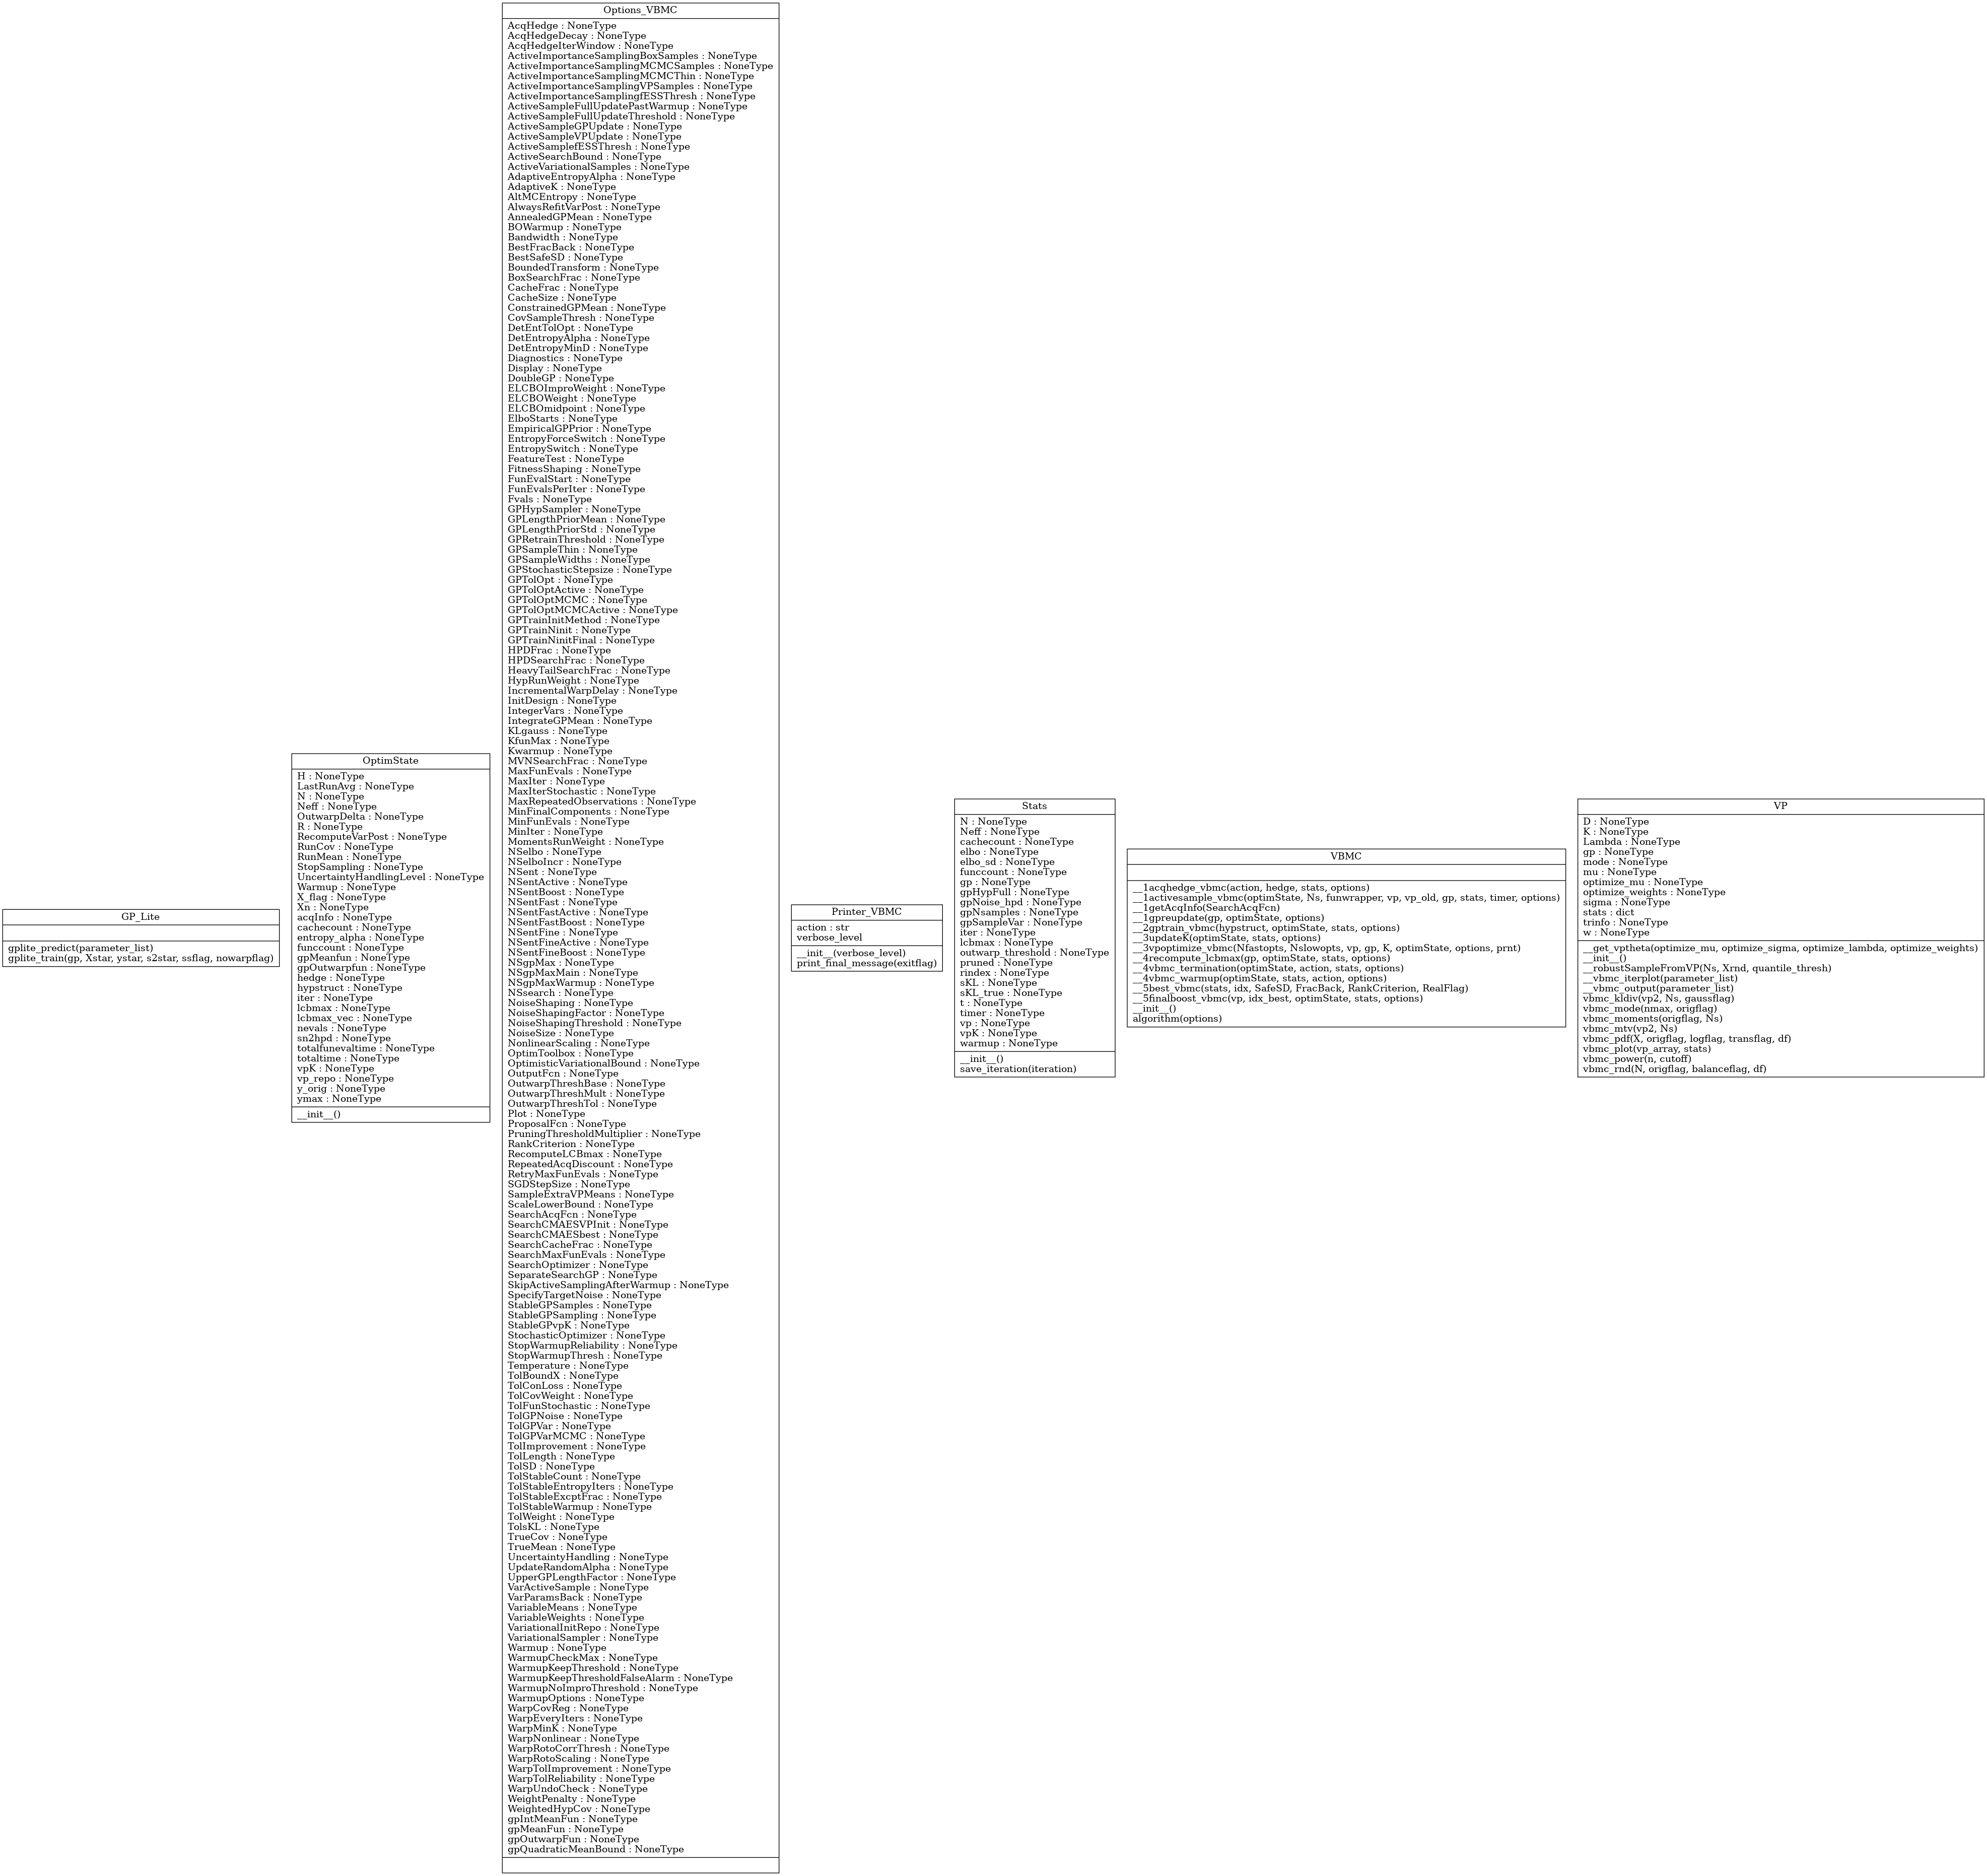 GP_Lite
gplite_predict(parameter_list)
gplite_train(gp, Xstar, ystar, s2star, ssflag, nowarpflag)
OptimState
H : NoneType
LastRunAvg : NoneType
N : NoneType
Neff : NoneType
OutwarpDelta : NoneType
R : NoneType
RecomputeVarPost : NoneType
RunCov : NoneType
RunMean : NoneType
StopSampling : NoneType
UncertaintyHandlingLevel : NoneType
Warmup : NoneType
X_flag : NoneType
Xn : NoneType
acqInfo : NoneType
cachecount : NoneType
entropy_alpha : NoneType
funccount : NoneType
gpMeanfun : NoneType
gpOutwarpfun : NoneType
hedge : NoneType
hypstruct : NoneType
iter : NoneType
lcbmax : NoneType
lcbmax_vec : NoneType
nevals : NoneType
sn2hpd : NoneType
totalfunevaltime : NoneType
totaltime : NoneType
vpK : NoneType
vp_repo : NoneType
y_orig : NoneType
ymax : NoneType
__init__()
Options_VBMC
AcqHedge : NoneType
AcqHedgeDecay : NoneType
AcqHedgeIterWindow : NoneType
ActiveImportanceSamplingBoxSamples : NoneType
ActiveImportanceSamplingMCMCSamples : NoneType
ActiveImportanceSamplingMCMCThin : NoneType
ActiveImportanceSamplingVPSamples : NoneType
ActiveImportanceSamplingfESSThresh : NoneType
ActiveSampleFullUpdatePastWarmup : NoneType
ActiveSampleFullUpdateThreshold : NoneType
ActiveSampleGPUpdate : NoneType
ActiveSampleVPUpdate : NoneType
ActiveSamplefESSThresh : NoneType
ActiveSearchBound : NoneType
ActiveVariationalSamples : NoneType
AdaptiveEntropyAlpha : NoneType
AdaptiveK : NoneType
AltMCEntropy : NoneType
AlwaysRefitVarPost : NoneType
AnnealedGPMean : NoneType
BOWarmup : NoneType
Bandwidth : NoneType
BestFracBack : NoneType
BestSafeSD : NoneType
BoundedTransform : NoneType
BoxSearchFrac : NoneType
CacheFrac : NoneType
CacheSize : NoneType
ConstrainedGPMean : NoneType
CovSampleThresh : NoneType
DetEntTolOpt : NoneType
DetEntropyAlpha : NoneType
DetEntropyMinD : NoneType
Diagnostics : NoneType
Display : NoneType
DoubleGP : NoneType
ELCBOImproWeight : NoneType
ELCBOWeight : NoneType
ELCBOmidpoint : NoneType
ElboStarts : NoneType
EmpiricalGPPrior : NoneType
EntropyForceSwitch : NoneType
EntropySwitch : NoneType
FeatureTest : NoneType
FitnessShaping : NoneType
FunEvalStart : NoneType
FunEvalsPerIter : NoneType
Fvals : NoneType
GPHypSampler : NoneType
GPLengthPriorMean : NoneType
GPLengthPriorStd : NoneType
GPRetrainThreshold : NoneType
GPSampleThin : NoneType
GPSampleWidths : NoneType
GPStochasticStepsize : NoneType
GPTolOpt : NoneType
GPTolOptActive : NoneType
GPTolOptMCMC : NoneType
GPTolOptMCMCActive : NoneType
GPTrainInitMethod : NoneType
GPTrainNinit : NoneType
GPTrainNinitFinal : NoneType
HPDFrac : NoneType
HPDSearchFrac : NoneType
HeavyTailSearchFrac : NoneType
HypRunWeight : NoneType
IncrementalWarpDelay : NoneType
InitDesign : NoneType
IntegerVars : NoneType
IntegrateGPMean : NoneType
KLgauss : NoneType
KfunMax : NoneType
Kwarmup : NoneType
MVNSearchFrac : NoneType
MaxFunEvals : NoneType
MaxIter : NoneType
MaxIterStochastic : NoneType
MaxRepeatedObservations : NoneType
MinFinalComponents : NoneType
MinFunEvals : NoneType
MinIter : NoneType
MomentsRunWeight : NoneType
NSelbo : NoneType
NSelboIncr : NoneType
NSent : NoneType
NSentActive : NoneType
NSentBoost : NoneType
NSentFast : NoneType
NSentFastActive : NoneType
NSentFastBoost : NoneType
NSentFine : NoneType
NSentFineActive : NoneType
NSentFineBoost : NoneType
NSgpMax : NoneType
NSgpMaxMain : NoneType
NSgpMaxWarmup : NoneType
NSsearch : NoneType
NoiseShaping : NoneType
NoiseShapingFactor : NoneType
NoiseShapingThreshold : NoneType
NoiseSize : NoneType
NonlinearScaling : NoneType
OptimToolbox : NoneType
OptimisticVariationalBound : NoneType
OutputFcn : NoneType
OutwarpThreshBase : NoneType
OutwarpThreshMult : NoneType
OutwarpThreshTol : NoneType
Plot : NoneType
ProposalFcn : NoneType
PruningThresholdMultiplier : NoneType
RankCriterion : NoneType
RecomputeLCBmax : NoneType
RepeatedAcqDiscount : NoneType
RetryMaxFunEvals : NoneType
SGDStepSize : NoneType
SampleExtraVPMeans : NoneType
ScaleLowerBound : NoneType
SearchAcqFcn : NoneType
SearchCMAESVPInit : NoneType
SearchCMAESbest : NoneType
SearchCacheFrac : NoneType
SearchMaxFunEvals : NoneType
SearchOptimizer : NoneType
SeparateSearchGP : NoneType
SkipActiveSamplingAfterWarmup : NoneType
SpecifyTargetNoise : NoneType
StableGPSamples : NoneType
StableGPSampling : NoneType
StableGPvpK : NoneType
StochasticOptimizer : NoneType
StopWarmupReliability : NoneType
StopWarmupThresh : NoneType
Temperature : NoneType
TolBoundX : NoneType
TolConLoss : NoneType
TolCovWeight : NoneType
TolFunStochastic : NoneType
TolGPNoise : NoneType
TolGPVar : NoneType
TolGPVarMCMC : NoneType
TolImprovement : NoneType
TolLength : NoneType
TolSD : NoneType
TolStableCount : NoneType
TolStableEntropyIters : NoneType
TolStableExcptFrac : NoneType
TolStableWarmup : NoneType
TolWeight : NoneType
TolsKL : NoneType
TrueCov : NoneType
TrueMean : NoneType
UncertaintyHandling : NoneType
UpdateRandomAlpha : NoneType
UpperGPLengthFactor : NoneType
VarActiveSample : NoneType
VarParamsBack : NoneType
VariableMeans : NoneType
VariableWeights : NoneType
VariationalInitRepo : NoneType
VariationalSampler : NoneType
Warmup : NoneType
WarmupCheckMax : NoneType
WarmupKeepThreshold : NoneType
WarmupKeepThresholdFalseAlarm : NoneType
WarmupNoImproThreshold : NoneType
WarmupOptions : NoneType
WarpCovReg : NoneType
WarpEveryIters : NoneType
WarpMinK : NoneType
WarpNonlinear : NoneType
WarpRotoCorrThresh : NoneType
WarpRotoScaling : NoneType
WarpTolImprovement : NoneType
WarpTolReliability : NoneType
WarpUndoCheck : NoneType
WeightPenalty : NoneType
WeightedHypCov : NoneType
gpIntMeanFun : NoneType
gpMeanFun : NoneType
gpOutwarpFun : NoneType
gpQuadraticMeanBound : NoneType
Printer_VBMC
action : str
verbose_level
__init__(verbose_level)
print_final_message(exitflag)
Stats
N : NoneType
Neff : NoneType
cachecount : NoneType
elbo : NoneType
elbo_sd : NoneType
funccount : NoneType
gp : NoneType
gpHypFull : NoneType
gpNoise_hpd : NoneType
gpNsamples : NoneType
gpSampleVar : NoneType
iter : NoneType
lcbmax : NoneType
outwarp_threshold : NoneType
pruned : NoneType
rindex : NoneType
sKL : NoneType
sKL_true : NoneType
t : NoneType
timer : NoneType
vp : NoneType
vpK : NoneType
warmup : NoneType
__init__()
save_iteration(iteration)
VBMC
__1acqhedge_vbmc(action, hedge, stats, options)
__1activesample_vbmc(optimState, Ns, funwrapper, vp, vp_old, gp, stats, timer, options)
__1getAcqInfo(SearchAcqFcn)
__1gpreupdate(gp, optimState, options)
__2gptrain_vbmc(hypstruct, optimState, stats, options)
__3updateK(optimState, stats, options)
__3vpoptimize_vbmc(Nfastopts, Nslowopts, vp, gp, K, optimState, options, prnt)
__4recompute_lcbmax(gp, optimState, stats, options)
__4vbmc_termination(optimState, action, stats, options)
__4vbmc_warmup(optimState, stats, action, options)
__5best_vbmc(stats, idx, SafeSD, FracBack, RankCriterion, RealFlag)
__5finalboost_vbmc(vp, idx_best, optimState, stats, options)
__init__()
algorithm(options)
VP
D : NoneType
K : NoneType
Lambda : NoneType
gp : NoneType
mode : NoneType
mu : NoneType
optimize_mu : NoneType
optimize_weights : NoneType
sigma : NoneType
stats : dict
trinfo : NoneType
w : NoneType
__get_vptheta(optimize_mu, optimize_sigma, optimize_lambda, optimize_weights)
__init__()
__robustSampleFromVP(Ns, Xrnd, quantile_thresh)
__vbmc_iterplot(parameter_list)
__vbmc_output(parameter_list)
vbmc_kldiv(vp2, Ns, gaussflag)
vbmc_mode(nmax, origflag)
vbmc_moments(origflag, Ns)
vbmc_mtv(vp2, Ns)
vbmc_pdf(X, origflag, logflag, transflag, df)
vbmc_plot(vp_array, stats)
vbmc_power(n, cutoff)
vbmc_rnd(N, origflag, balanceflag, df)